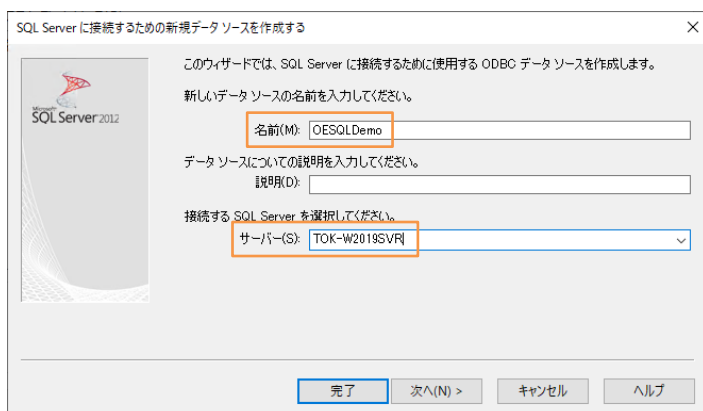 SQL Server に接続するための新規データ ソースを作成する
Microsoft
SQL Server 2012
このウィザードでは、SQL Server に接続するために使用する ODBC データ ソースを作成します。
新しいデータ ソースの名前を入力してください。
名前(M): OESQLDemo
データ ソースについての説明を入力してください。
説明(D):
接続する SQL Server を選択してください。
サーバー(S): TOK-W2019SVR
完了 次へ(N) > キャンセル ヘルプ